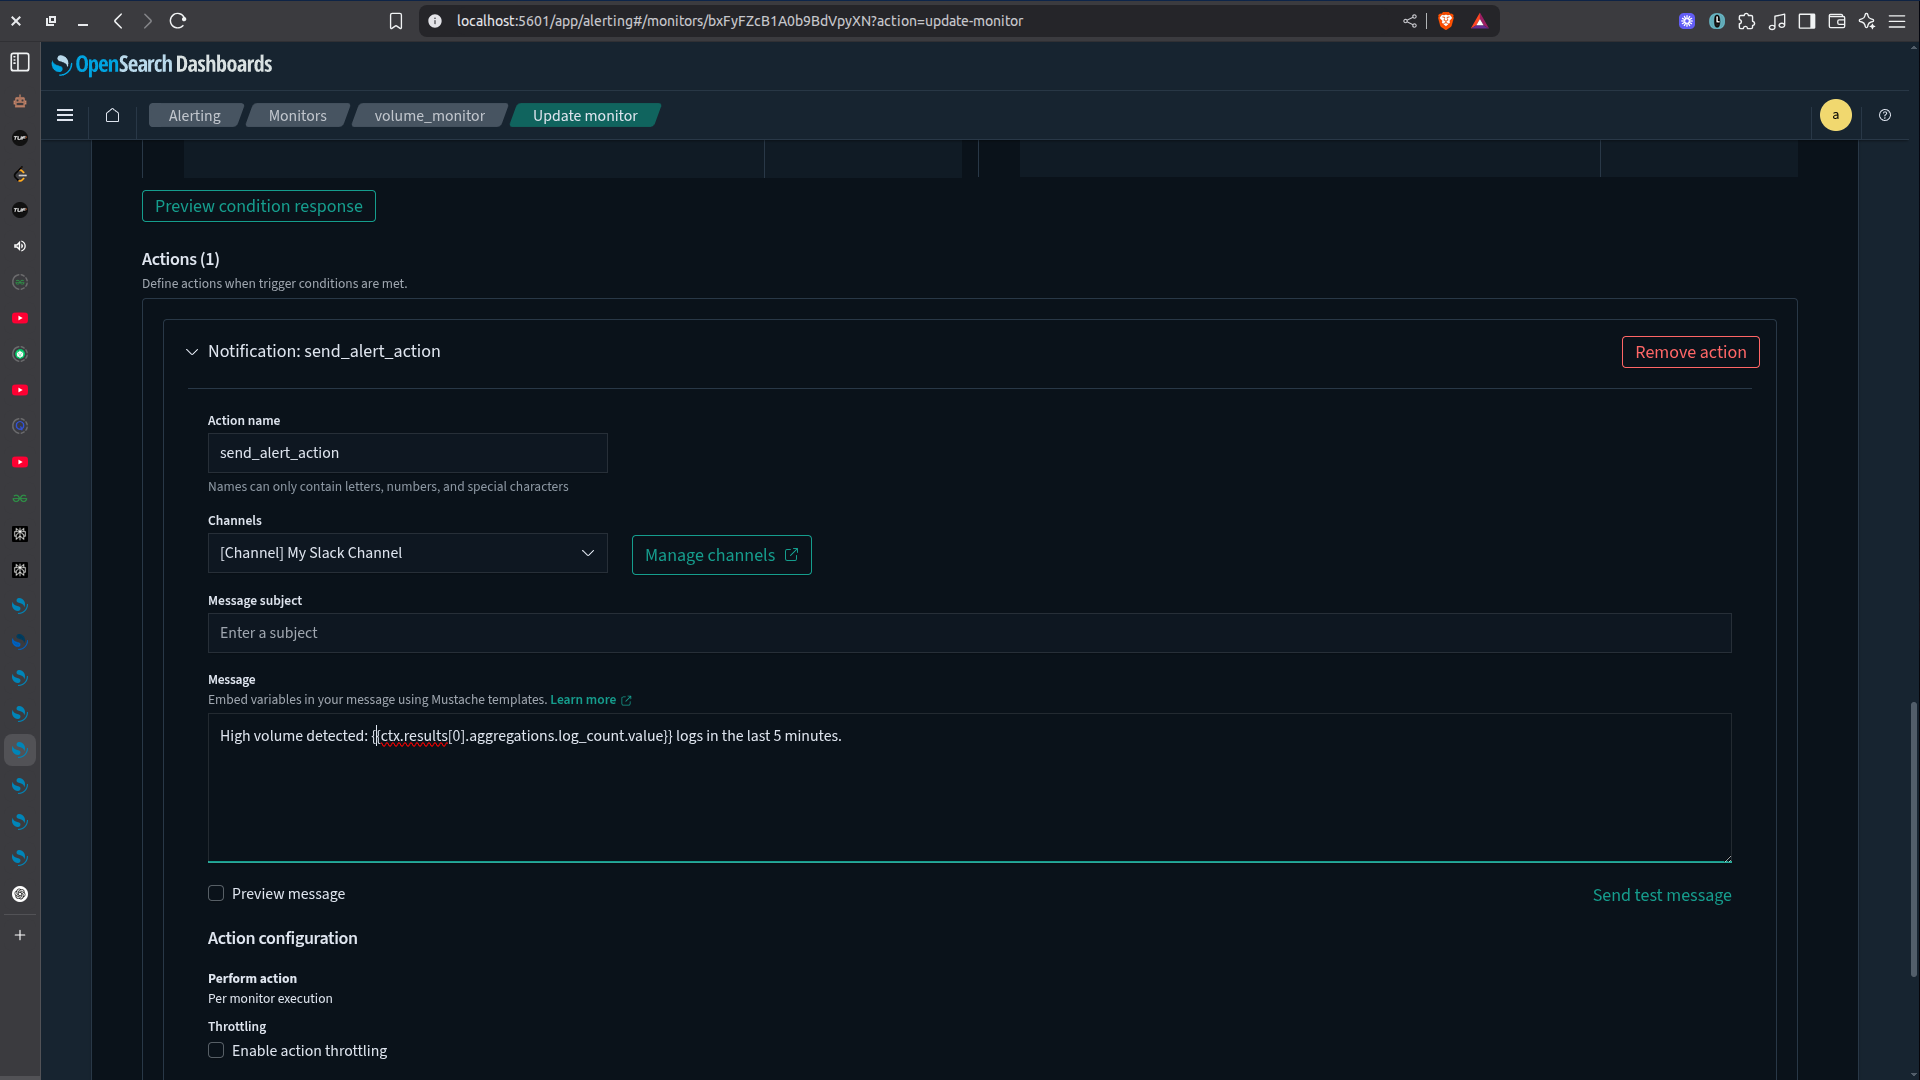 localhost:5601/app/alerting#/monitors/bxFyFZcB1A0b9BdVpyXN?action=update-monitor
OpenSearch Dashboards
Alerting
Monitors
volume_monitor
Update monitor
a
Preview condition response
Actions (1)
Define actions when trigger conditions are met.
Notification: send_alert_action
Remove action
Action name
send_alert_action
Names can only contain letters, numbers, and special characters
Channels
[Channel] My Slack Channel
Manage channels
Message subject
Enter a subject
Message
Embed variables in your message using Mustache templates. Learn more
High volume detected: {{ctx.results[0].aggregations.log_count.value}} logs in the last 5 minutes.
Preview message
Send test message
Action configuration
Perform action
Per monitor execution
Throttling
Enable action throttling